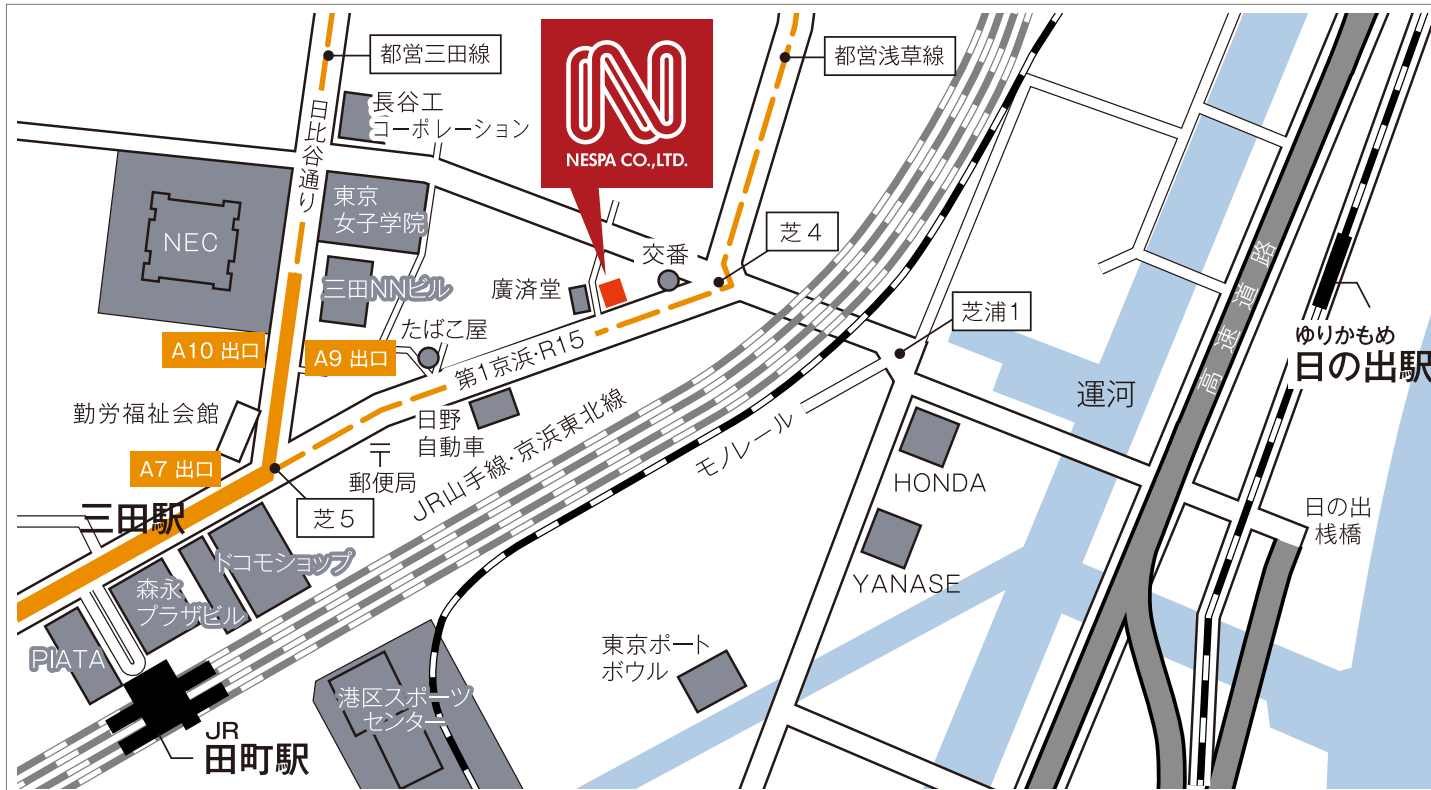 都営三田線
都営浅草線
長谷工
コーポレーション
日比谷通り
NESPA CO.,LTD.
東京
女子学院
NEC
芝4
交番
三田NNビル
廣済堂
高速道路
芝浦1
ゆりかもめ
日の出駅
A10 出口
A9 出口
たばこ屋
第1京浜・R15
運河
勤労福祉会館
日野
自動車
A7 出口
〒
郵便局
JR山手線・京浜東北線
モノレール
HONDA
三田駅
芝5
日の出
桟橋
ドコモショップ
森永
プラザビル
YANASE
PIATA
東京ポート
ボウル
港区スポーツ
センター
JR
田町駅